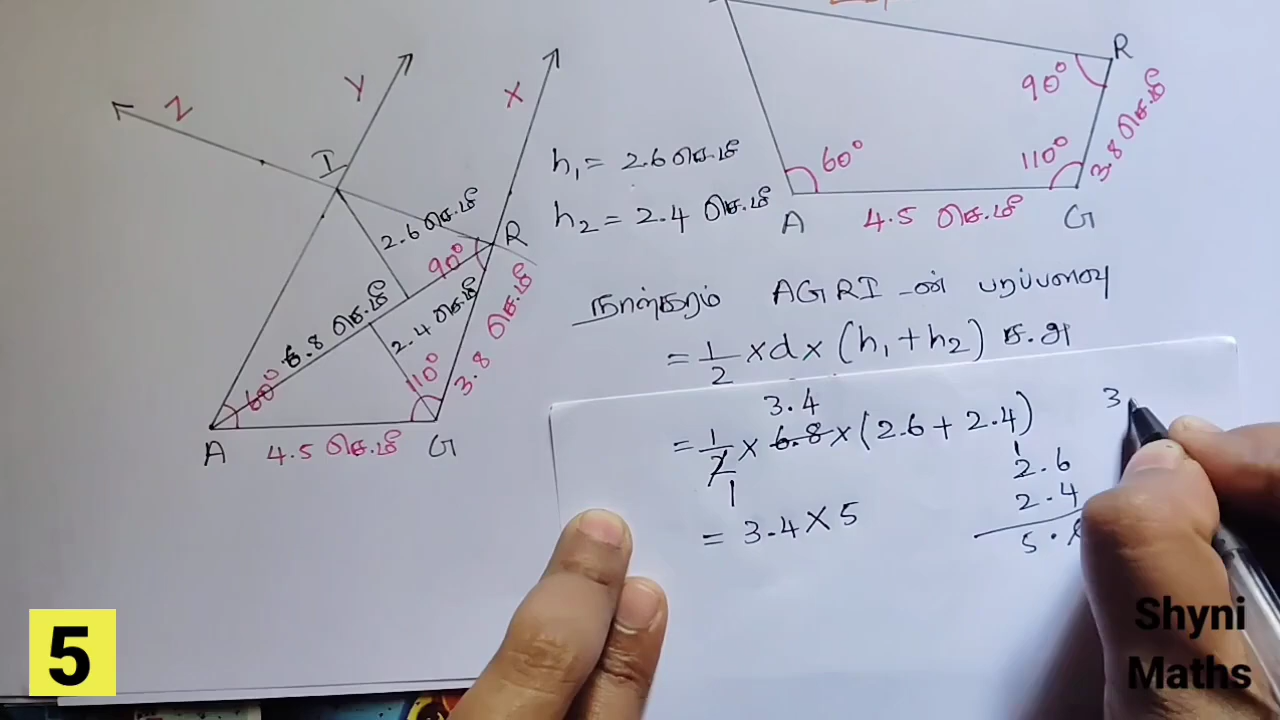 Z
Y
X
I
R
2.6 செ.மீ
90°
6.8 செ.மீ
2.4 செ.மீ
3.8 செ.மீ
60°
110°
A
4.5 செ.மீ
G
R
90°
h₁ = 2.6 செ.மீ
60°
110°
3.8 செ.மீ
h₂ = 2.4 செ.மீ
A
4.5 செ.மீ
G
நாற்கரம் AGRI -ன் பரப்பளவு
= 1/2 × d × (h₁ + h₂) ச.அ
3.4
= 1/2 × 6.8 × (2.6 + 2.4)
1
= 3.4 × 5
1
2.6
2.4
5.
3
5
Shyni
Maths